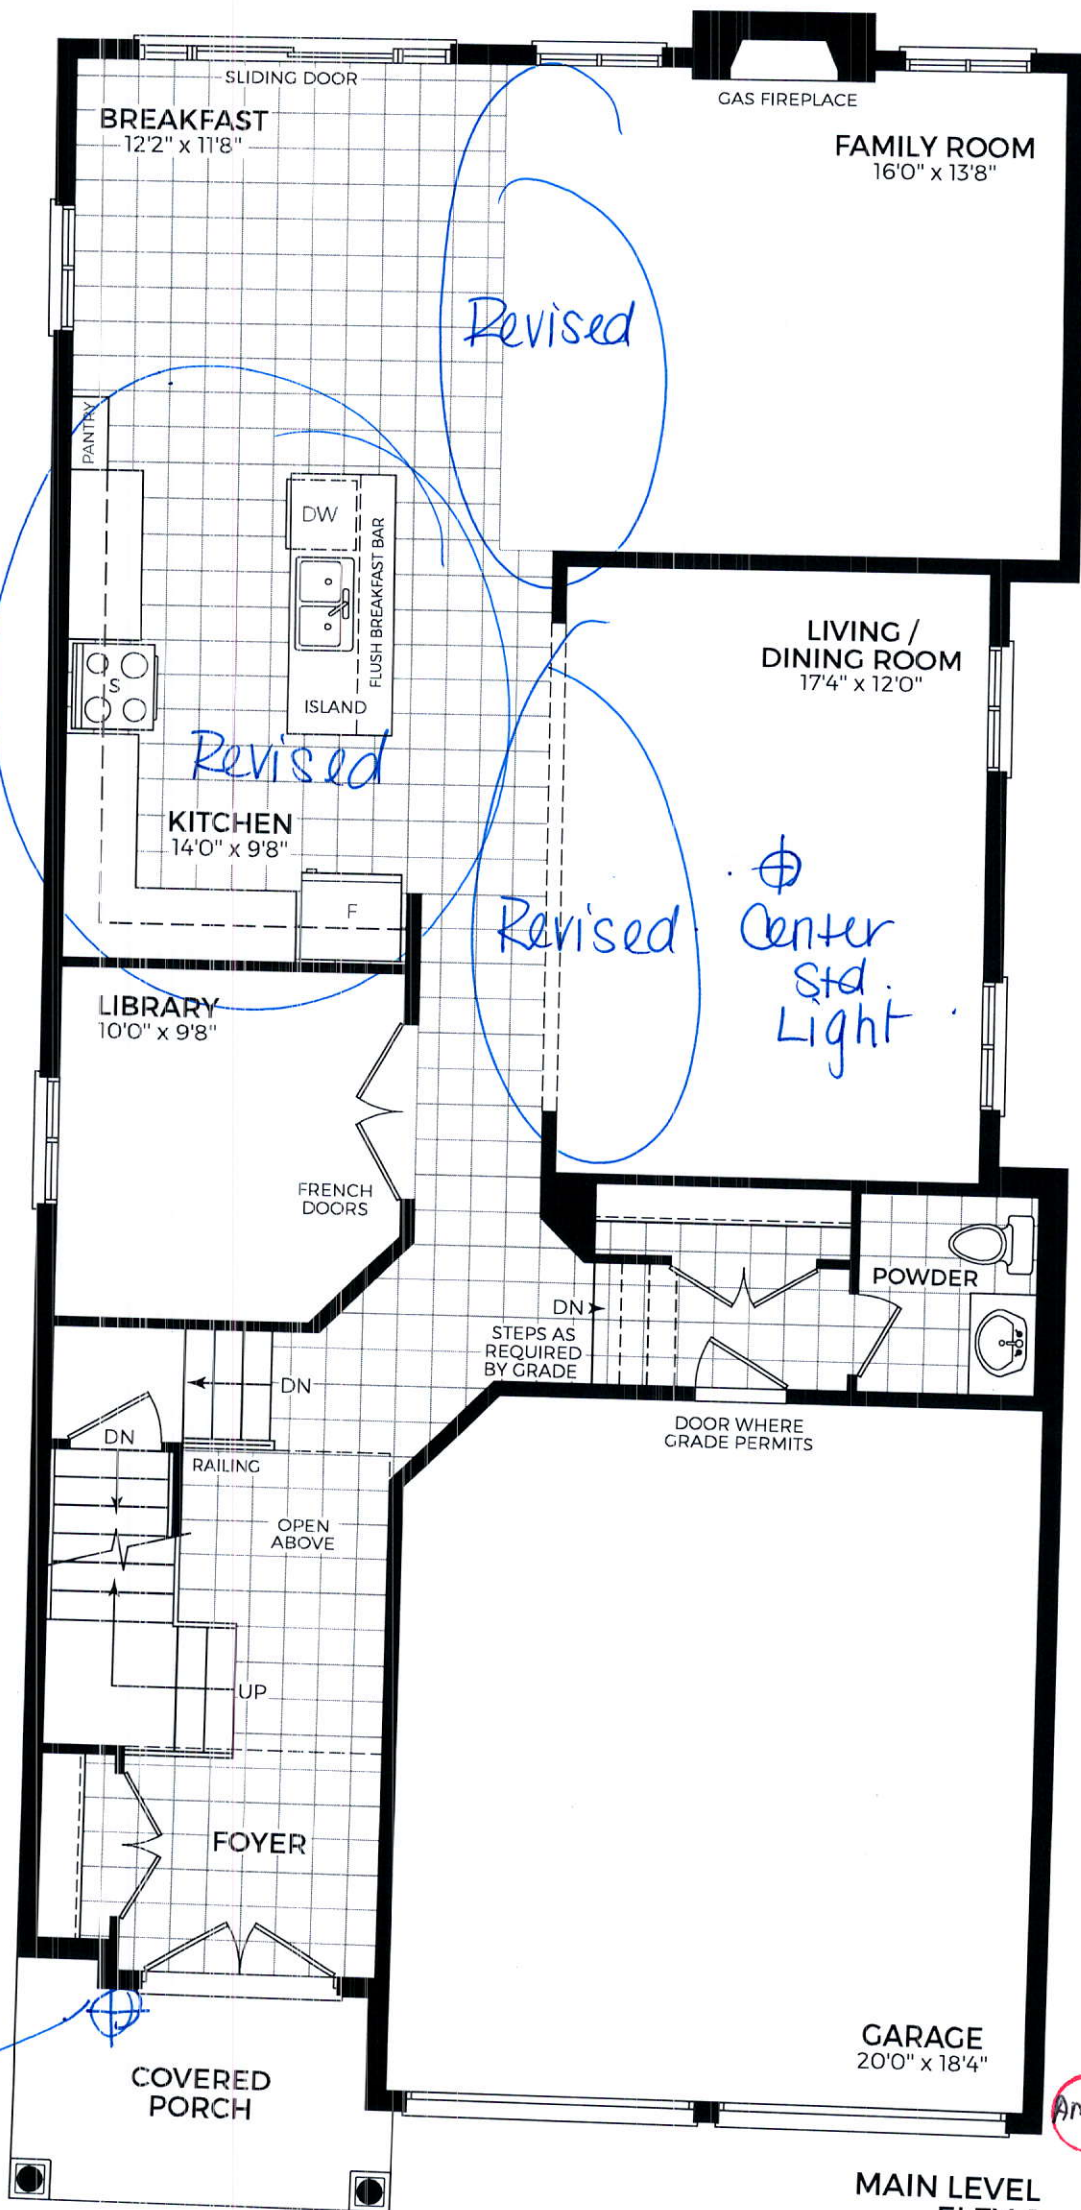 SLIDING DOOR
GAS FIREPLACE
BREAKFAST
12'2" x 11'8"
FAMILY ROOM
16'0" x 13'8"
Revised
PANTRY
DW
FLUSH BREAKFAST BAR
S
ISLAND
LIVING /
DINING ROOM
17'4" x 12'0"
Revised
KITCHEN
14'0" x 9'8"
F
Revised
Center
Std.
Light
LIBRARY
10'0" x 9'8"
FRENCH
DOORS
POWDER
DN
STEPS AS
REQUIRED
BY GRADE
DN
DOOR WHERE
GRADE PERMITS
DN
RAILING
OPEN
ABOVE
UP
FOYER
GARAGE
20'0" x 18'4"
COVERED
PORCH
MAIN LEVEL